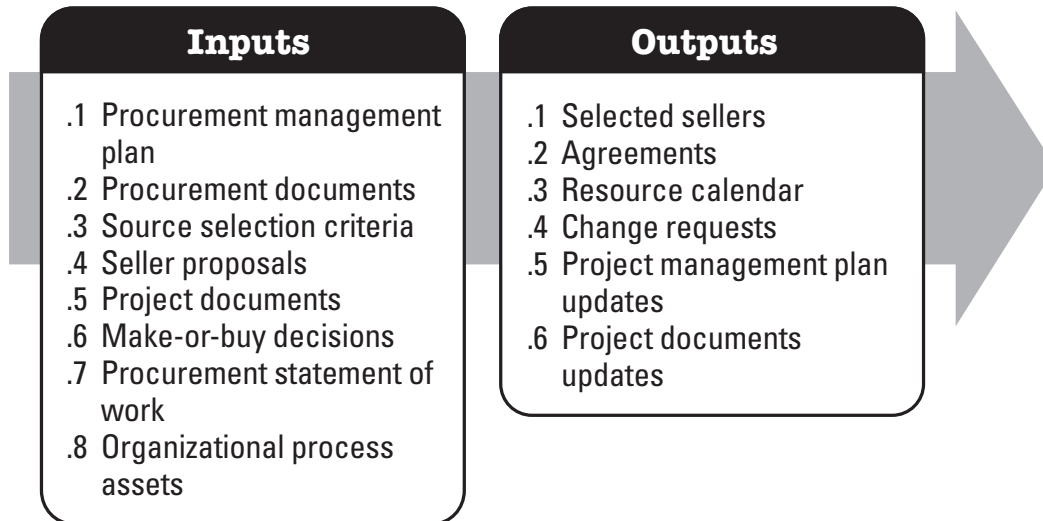 Inputs
.1 Procurement management
plan
.2 Procurement documents
.3 Source selection criteria
.4 Seller proposals
.5 Project documents
.6 Make-or-buy decisions
.7 Procurement statement of
work
.8 Organizational process
assets
Outputs
.1 Selected sellers
.2 Agreements
.3 Resource calendar
.4 Change requests
.5 Project management plan
updates
.6 Project documents
updates